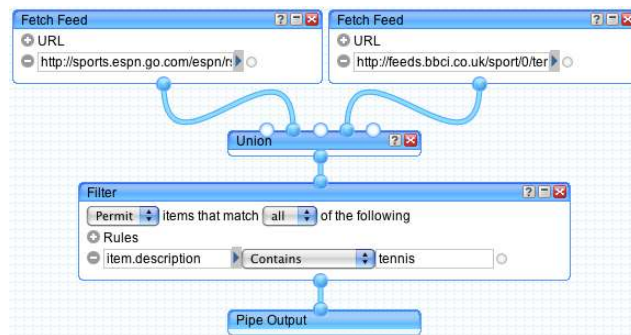 Fetch Feed
URL
http://sports.espn.go.com/espn/rs
Fetch Feed
URL
http://feeds.bbci.co.uk/sport/0/ter
Union
Filter
Permit items that match all of the following
Rules
item.description Contains tennis
Pipe Output